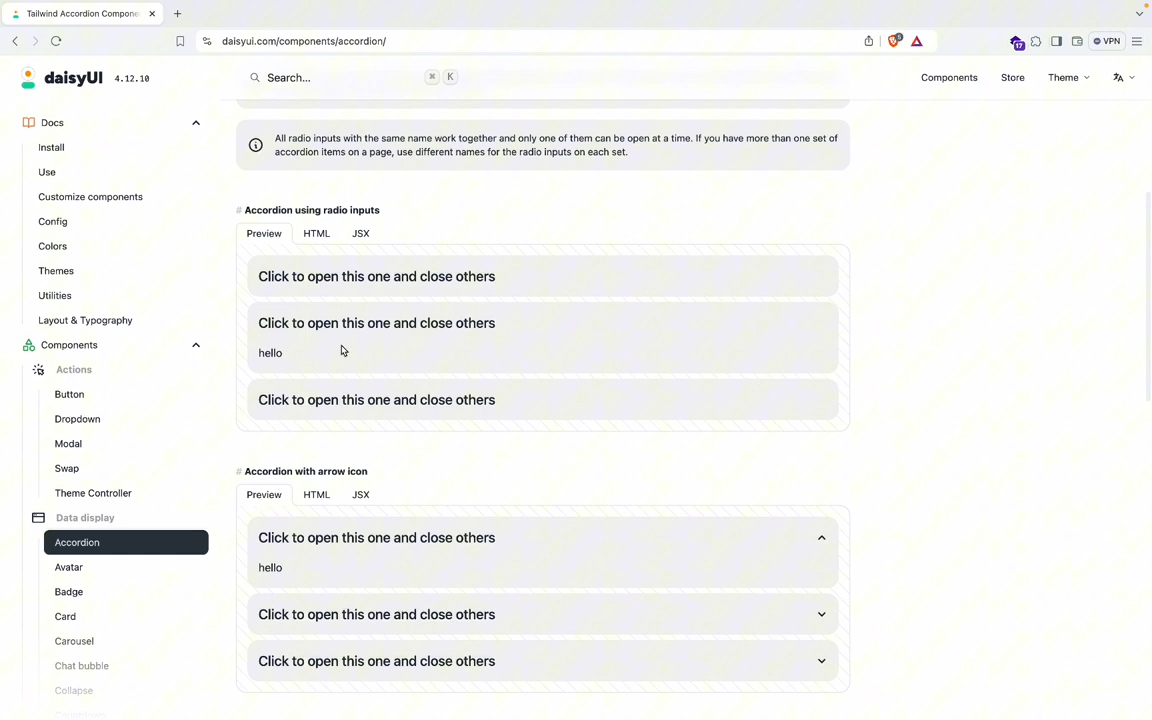 Tailwind Accordion Compone
daisyui.com/components/accordion/
5
17
VPN
daisyUI 4.12.10
Search...
⌘ K
Components
Store
Theme
Docs
Install
Use
Customize components
Config
Colors
Themes
Utilities
Layout & Typography
Components
Actions
Button
Dropdown
Modal
Swap
Theme Controller
Data display
Accordion
Avatar
Badge
Card
Carousel
Chat bubble
Collapse
All radio inputs with the same name work together and only one of them can be open at a time. If you have more than one set of
accordion items on a page, use different names for the radio inputs on each set.
# Accordion using radio inputs
Preview HTML JSX
Click to open this one and close others
Click to open this one and close others
hello
Click to open this one and close others
# Accordion with arrow icon
Preview HTML JSX
Click to open this one and close others
hello
Click to open this one and close others
Click to open this one and close others